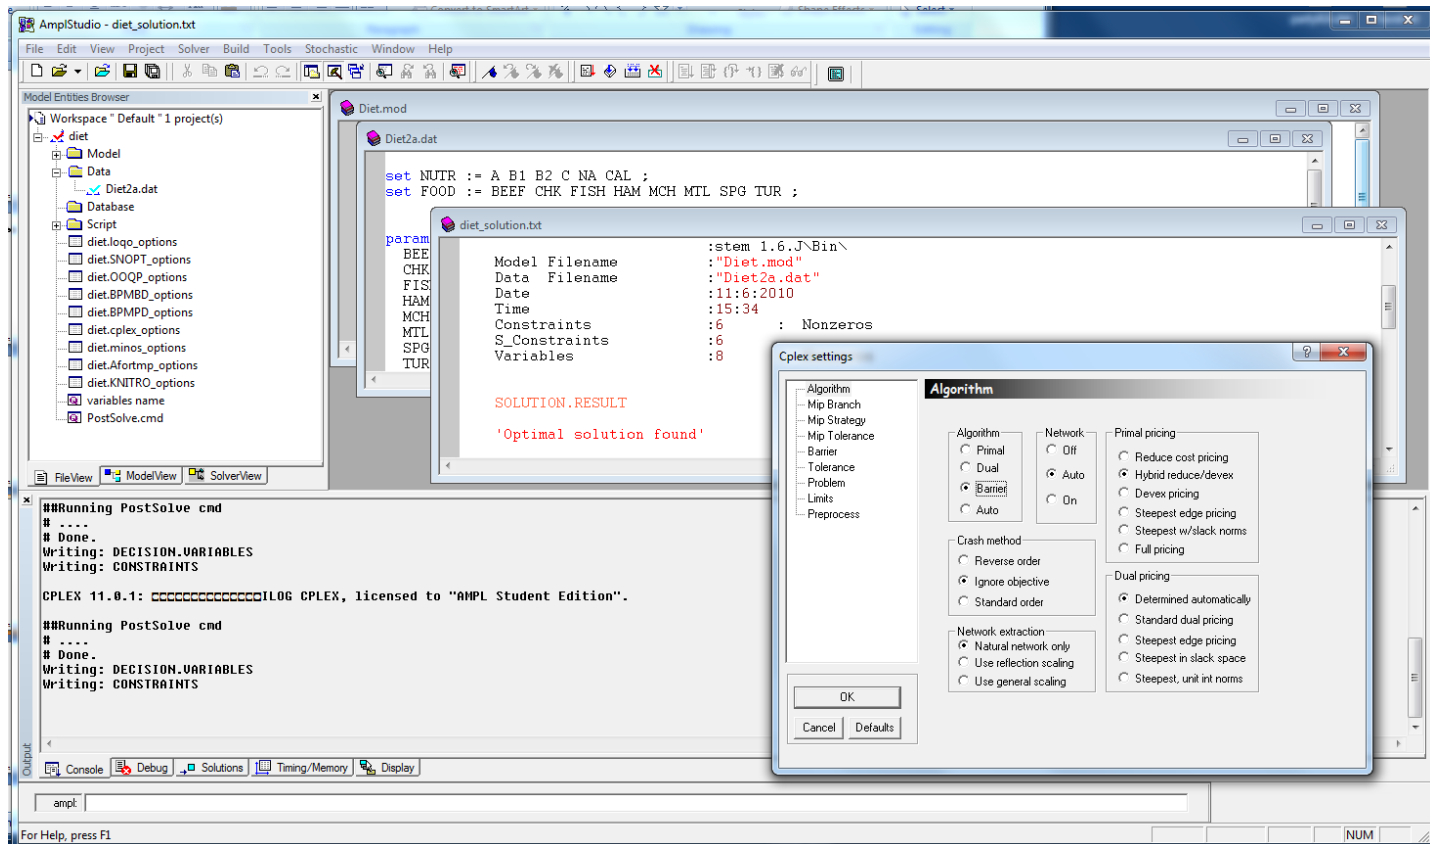 AmplStudio - diet_solution.txt
File Edit View Project Solver Build Tools Stochastic Window Help
Model Entities Browser
Workspace " Default " 1 project(s)
diet
Model
Data
Diet2a.dat
Database
Script
diet.loqo_options
diet.SNOPT_options
diet.OOQP_options
diet.BPMBD_options
diet.BPMPD_options
diet.cplex_options
diet.minos_options
diet.Afortmp_options
diet.KNITRO_options
variables name
PostSolve.cmd
FileView ModelView SolverView
Diet.mod
Diet2a.dat
set NUTR := A B1 B2 C NA CAL ;
set FOOD := BEEF CHK FISH HAM MCH MTL SPG TUR ;
param
BEE
CHK
FIS
HAM
MCH
MTL
SPG
TUR
diet_solution.txt
:stem 1.6.J\Bin\
Model Filename :"Diet.mod"
Data Filename :"Diet2a.dat"
Date :11:6:2010
Time :15:34
Constraints :6 : Nonzeros
S_Constraints :6
Variables :8
SOLUTION.RESULT
'Optimal solution found'
Cplex settings
Algorithm
Mip Branch
Mip Strategy
Mip Tolerance
Barrier
Tolerance
Problem
Limits
Preprocess
OK
Cancel Defaults
Algorithm
Algorithm
Primal
Dual
Barrier
Auto
Network
Off
Auto
On
Crash method
Reverse order
Ignore objective
Standard order
Network extraction
Natural network only
Use reflection scaling
Use general scaling
Primal pricing
Reduce cost pricing
Hybrid reduce/devex
Devex pricing
Steepest edge pricing
Steepest w/slack norms
Full pricing
Dual pricing
Determined automatically
Standard dual pricing
Steepest edge pricing
Steepest in slack space
Steepest, unit int norms
##Running PostSolve cmd
# ....
# Done.
Writing: DECISION.VARIABLES
Writing: CONSTRAINTS
CPLEX 11.0.1: ILOG CPLEX, licensed to "AMPL Student Edition".
##Running PostSolve cmd
# ....
# Done.
Writing: DECISION.VARIABLES
Writing: CONSTRAINTS
Output
Console Debug Solutions Timing/Memory Display
ampl:
For Help, press F1
NUM